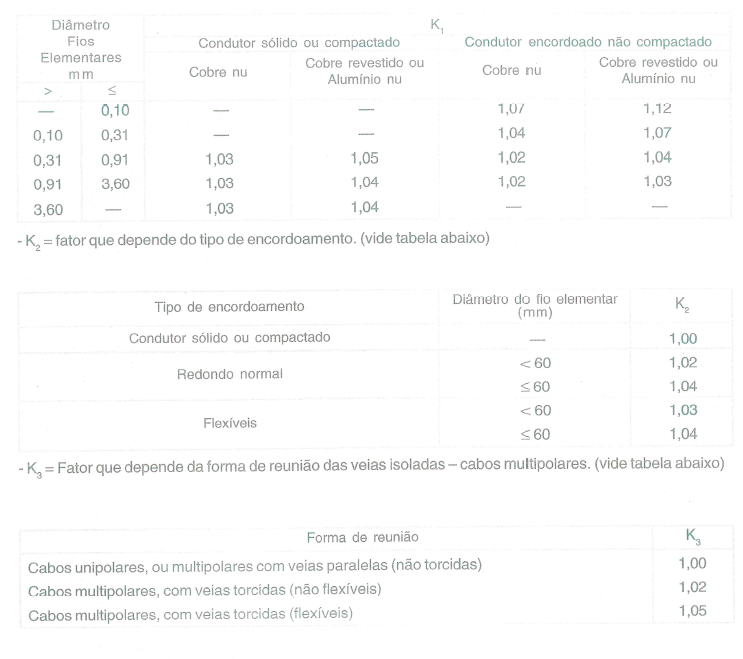 Diâmetro
Fios
Elementares
mm
K1
Condutor sólido ou compactado Condutor encordoado não compactado
Cobre nu Cobre revestido ou Alumínio nu Cobre nu Cobre revestido ou Alumínio nu
> ≤
— 0,10 — — 1,07 1,12
0,10 0,31 — — 1,04 1,07
0,31 0,91 1,03 1,05 1,02 1,04
0,91 3,60 1,03 1,04 1,02 1,03
3,60 — 1,03 1,04 — —
- K2 = fator que depende do tipo de encordoamento. (vide tabela abaixo)
Tipo de encordoamento Diâmetro do fio elementar (mm) K2
Condutor sólido ou compactado — 1,00
Redondo normal < 60 1,02
≤ 60 1,04
Flexíveis < 60 1,03
≤ 60 1,04
- K3 = Fator que depende da forma de reunião das veias isoladas – cabos multipolares. (vide tabela abaixo)
Forma de reunião K3
Cabos unipolares, ou multipolares com veias paralelas (não torcidas) 1,00
Cabos multipolares, com veias torcidas (não flexíveis) 1,02
Cabos multipolares, com veias torcidas (flexíveis) 1,05